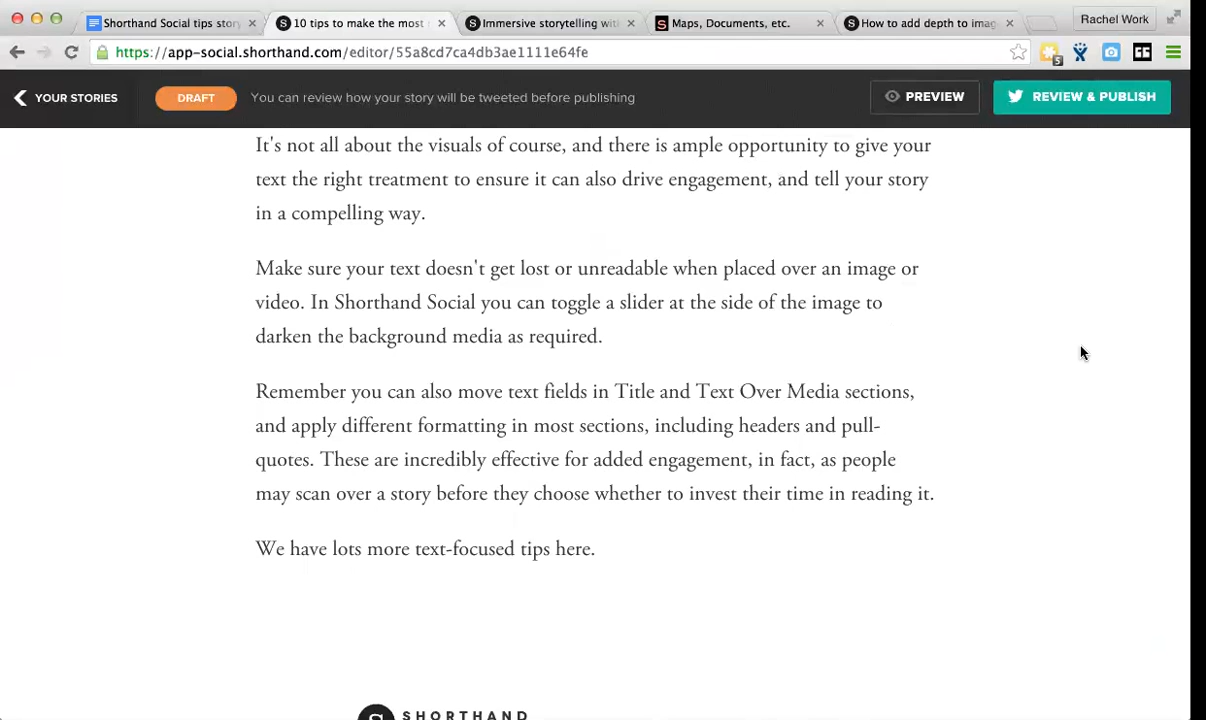 Shorthand Social tips story
10 tips to make the most
Immersive storytelling wit
Maps, Documents, etc.
How to add depth to imag
Rachel Work
https://app-social.shorthand.com/editor/55a8cd7ca4db3ae1111e64fe
5
YOUR STORIES
DRAFT
You can review how your story will be tweeted before publishing
PREVIEW
REVIEW & PUBLISH
It's not all about the visuals of course, and there is ample opportunity to give your
text the right treatment to ensure it can also drive engagement, and tell your story
in a compelling way.
Make sure your text doesn't get lost or unreadable when placed over an image or
video. In Shorthand Social you can toggle a slider at the side of the image to
darken the background media as required.
Remember you can also move text fields in Title and Text Over Media sections,
and apply different formatting in most sections, including headers and pull-
quotes. These are incredibly effective for added engagement, in fact, as people
may scan over a story before they choose whether to invest their time in reading it.
We have lots more text-focused tips here.
S SHORTHAND